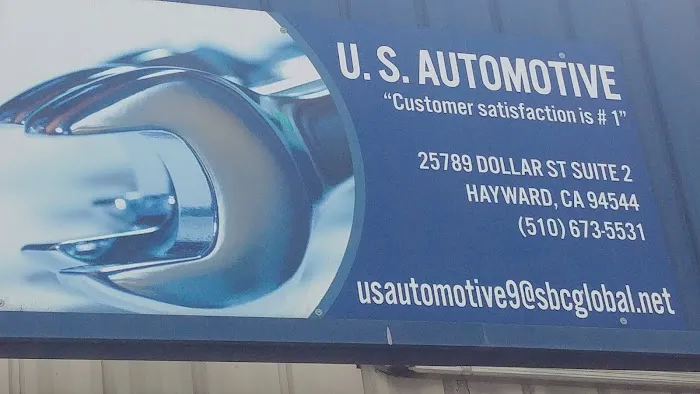 U. S. AUTOMOTIVE
“Customer satisfaction is # 1”
25789 DOLLAR ST SUITE 2
HAYWARD, CA 94544
(510) 673-5531
usautomotive9@sbcglobal.net